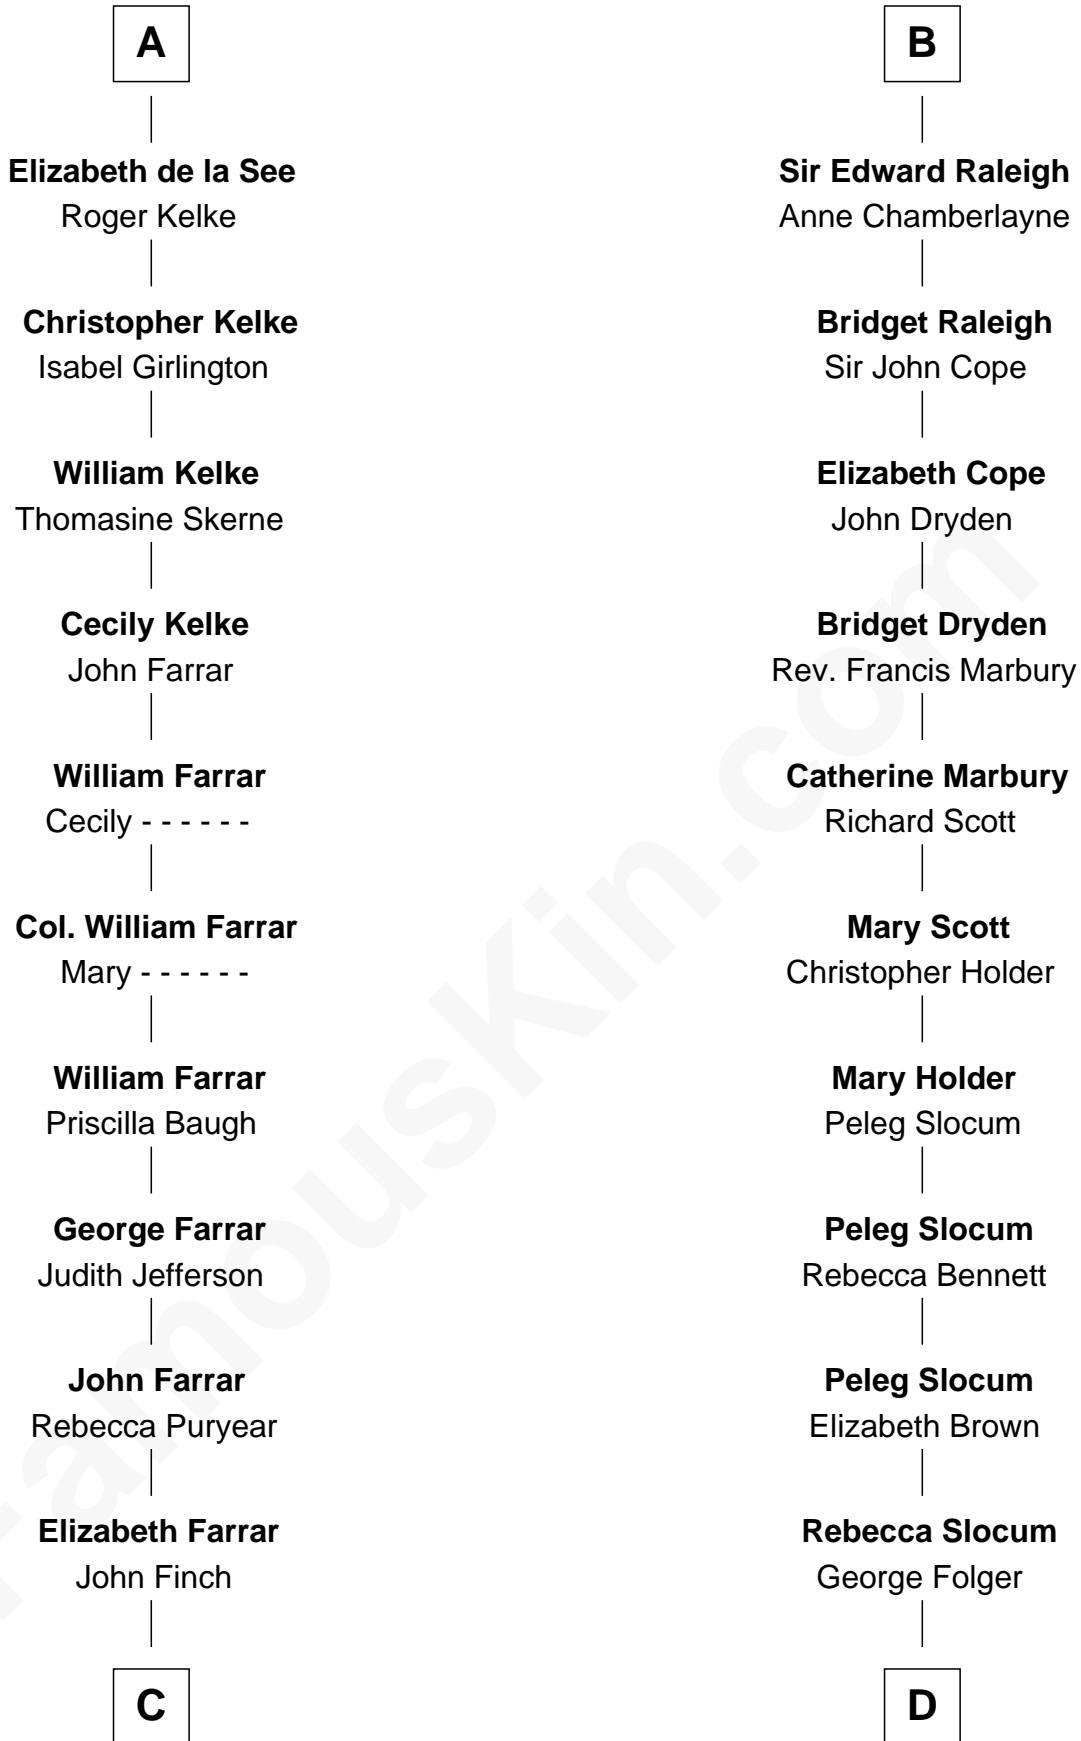 A
Elizabeth de la See
Roger Kelke
Christopher Kelke
Isabel Girlington
William Kelke
Thomasine Skerne
Cecily Kelke
John Farrar
William Farrar
Cecily - - - - - -
Col. William Farrar
Mary - - - - - -
William Farrar
Priscilla Baugh
George Farrar
Judith Jefferson
John Farrar
Rebecca Puryear
Elizabeth Farrar
John Finch
C
B
Sir Edward Raleigh
Anne Chamberlayne
Bridget Raleigh
Sir John Cope
Elizabeth Cope
John Dryden
Bridget Dryden
Rev. Francis Marbury
Catherine Marbury
Richard Scott
Mary Scott
Christopher Holder
Mary Holder
Peleg Slocum
Peleg Slocum
Rebecca Bennett
Peleg Slocum
Elizabeth Brown
Rebecca Slocum
George Folger
D
FamousKin.com